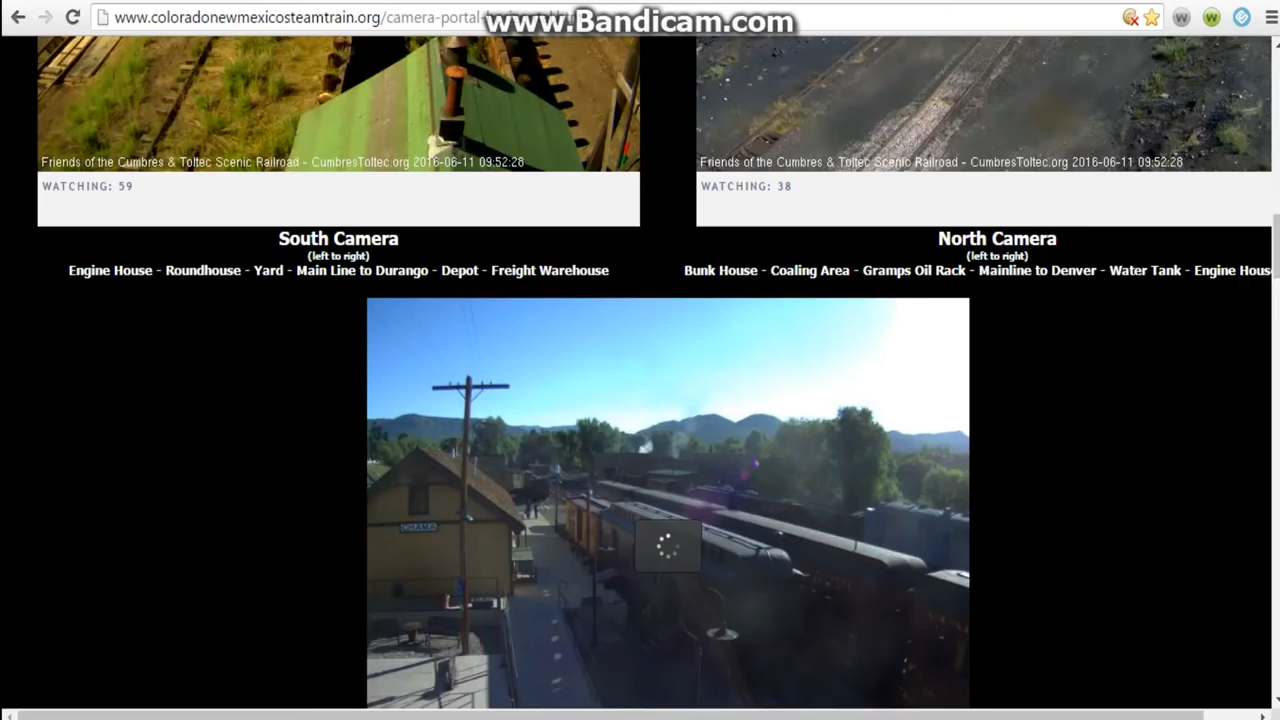 www.coloradonewmexicosteamtrain.org/camera-portal-
www.Bandicam.com
Friends of the Cumbres & Toltec Scenic Railroad - CumbresToltec.org 2016-06-11 09:52:28
Friends of the Cumbres & Toltec Scenic Railroad - CumbresToltec.org 2016-06-11 09:52:28
WATCHING: 59
WATCHING: 38
South Camera
(left to right)
Engine House - Roundhouse - Yard - Main Line to Durango - Depot - Freight Warehouse
North Camera
(left to right)
Bunk House - Coaling Area - Gramps Oil Rack - Mainline to Denver - Water Tank - Engine Hous
CHAMA